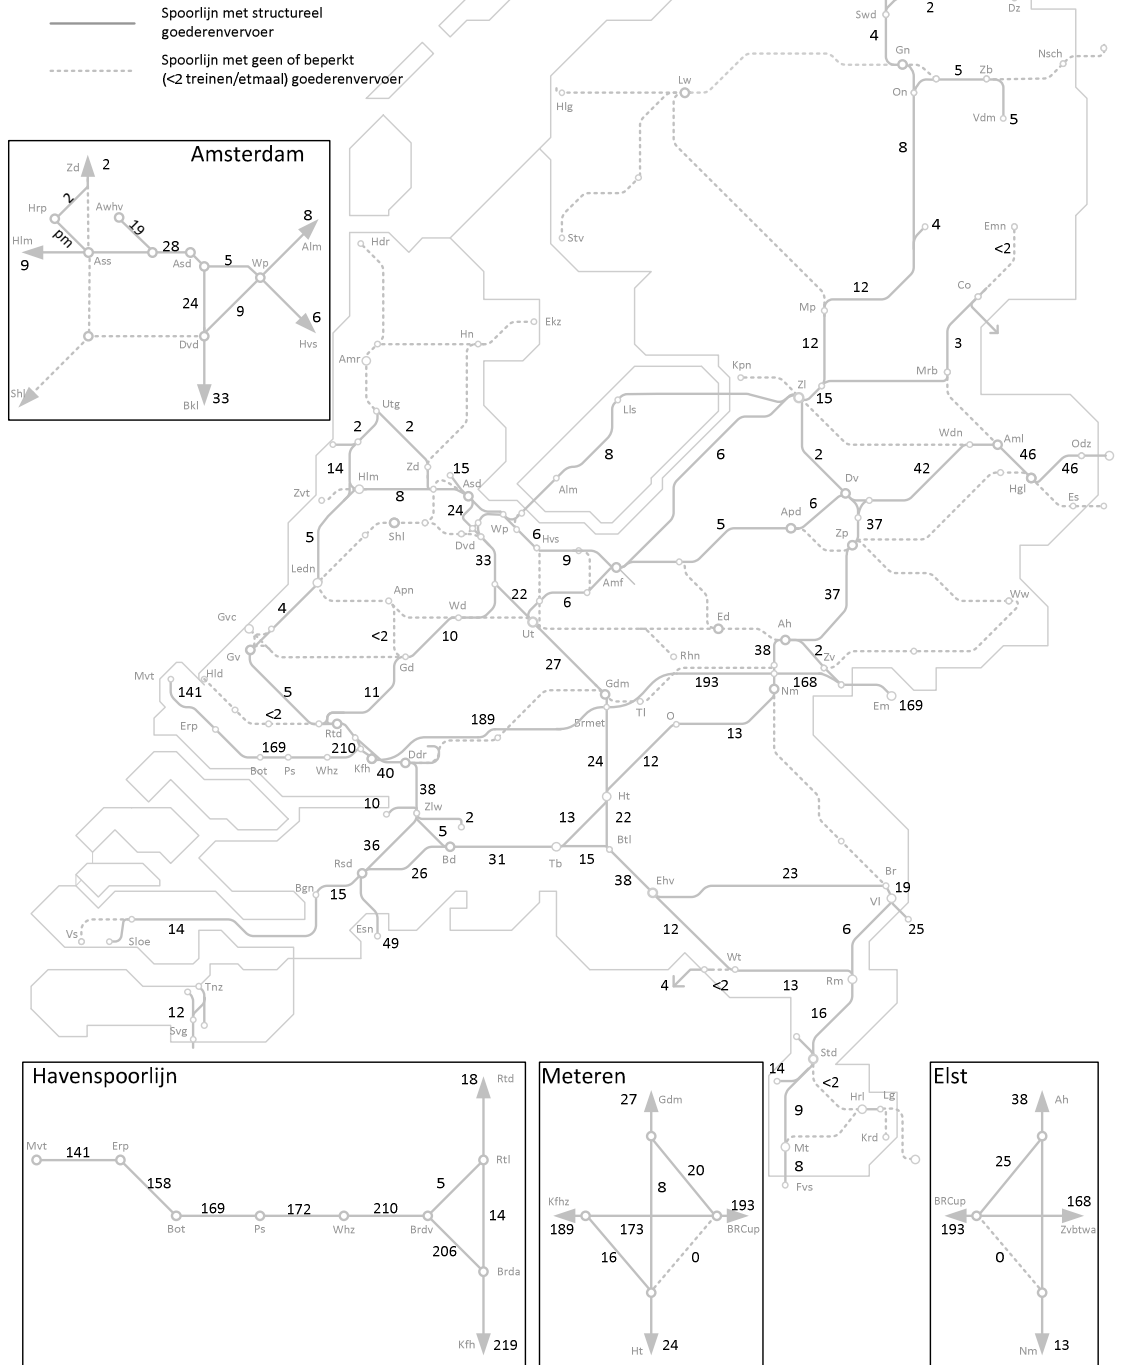 Spoorlijn met structureel
goederenvervoer
Spoorlijn met geen of beperkt
(<2 treinen/etmaal) goederenvervoer
Swd
2
Dz
4
Gn
Nsch
5
Zb
On
Vdm
5
Lw
Hlg
8
Stv
4
Emn
<2
Co
12
Mp
12
3
Mrb
Amsterdam
Zd
2
2
Hrp
Awhv
19
8
Alm
pm
Hlm
28
9
Ass
Asd
5
Wp
24
9
6
Hvs
Dvd
Shl
Bkl
33
Hdr
Hn
Ekz
Amr
Kpn
Zl
15
Utg
Lls
2
2
Wdn
Aml
Odz
14
Hlm
Zd
15
8
6
2
42
46
46
Hgl
Zvt
8
Asd
Alm
Dv
Es
5
24
Wp
6
Apd
6
37
Shl
Dvd
Hvs
5
Zp
Ledn
33
9
Amf
Apn
22
6
37
Ww
4
Wd
Gvc
<2
10
Ut
Ed
Ah
Gv
Gd
27
Rhn
38
2
Zv
Mvt
Hld
141
5
11
Gdm
193
168
Nm
Em
169
<2
Tl
Erp
Rtd
189
Brmet
O
13
169
210
Bot
Ps
Whz
Kfh
40
Ddr
24
12
38
10
Zlw
Ht
5
2
13
22
36
Bd
31
Tb
15
Btl
Rsd
26
38
Ehv
23
Br
19
Bgn
15
Vl
Vs
14
Sloe
Esn
49
12
6
25
Wt
4
<2
13
Rm
Tnz
12
Svg
16
Std
14
<2
9
Hrl
Lg
Krd
Mt
8
Fvs
Havenspoorlijn
18
Rtd
Mvt
141
Erp
Rtl
158
5
169
172
210
14
Bot
Ps
Whz
Brdv
206
Brda
Kfh
219
Meteren
27
Gdm
20
8
Kfhz
193
189
173
BRCup
16
0
Ht
24
Elst
38
Ah
25
BRCup
168
193
Zvbtwa
0
Nm
13